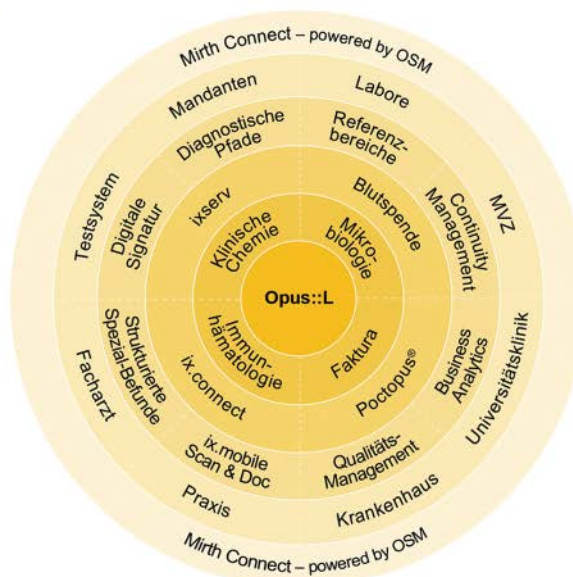 Mirth Connect – powered by OSM
Mandanten
Labore
Diagnostische
Pfade
Referenz-
bereiche
Testsystem
Digitale
Signatur
ixserv
Blutspende
Continuity
Management
MVZ
Klinische
Chemie
Mikro-
biologie
Opus::L
Immun-
hämatologie
Faktura
Facharzt
Strukturierte
Spezial-Befunde
ix.connect
Poctopus®
Business
Analytics
Universitätsklinik
ix.mobile
Scan & Doc
Qualitäts-
Management
Praxis
Krankenhaus
Mirth Connect – powered by OSM